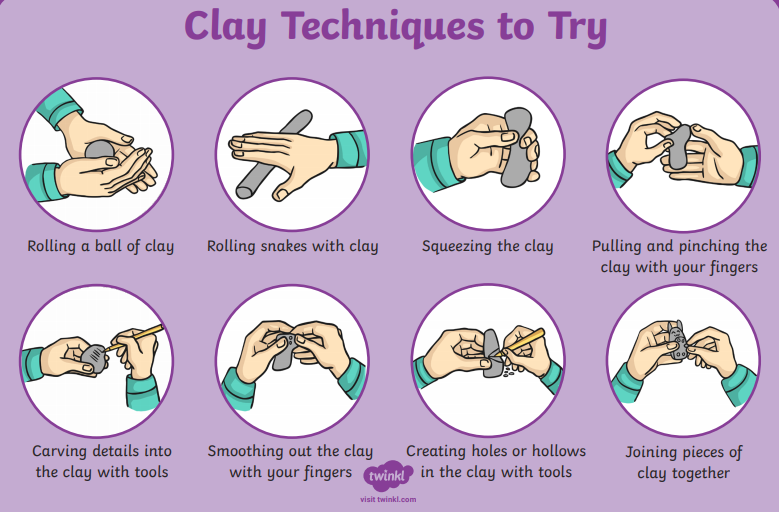 Clay Techniques to Try
Rolling a ball of clay
Rolling snakes with clay
Squeezing the clay
Pulling and pinching the
clay with your fingers
Carving details into
the clay with tools
Smoothing out the clay
with your fingers
Creating holes or hollows
in the clay with tools
Joining pieces of
clay together
twinkl
visit twinkl.com